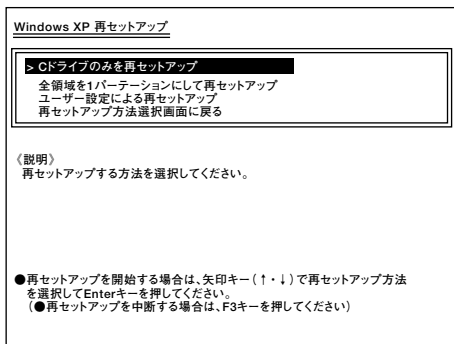 Windows XP 再セットアップ
> Cドライブのみを再セットアップ
全領域を1パーテーションにして再セットアップ
ユーザー設定による再セットアップ
再セットアップ方法選択画面に戻る
《説明》
再セットアップする方法を選択してください。
●再セットアップを開始する場合は、矢印キー(↑・↓)で再セットアップ方法
を選択してEnterキーを押してください。
(●再セットアップを中断する場合は、F3キーを押してください)